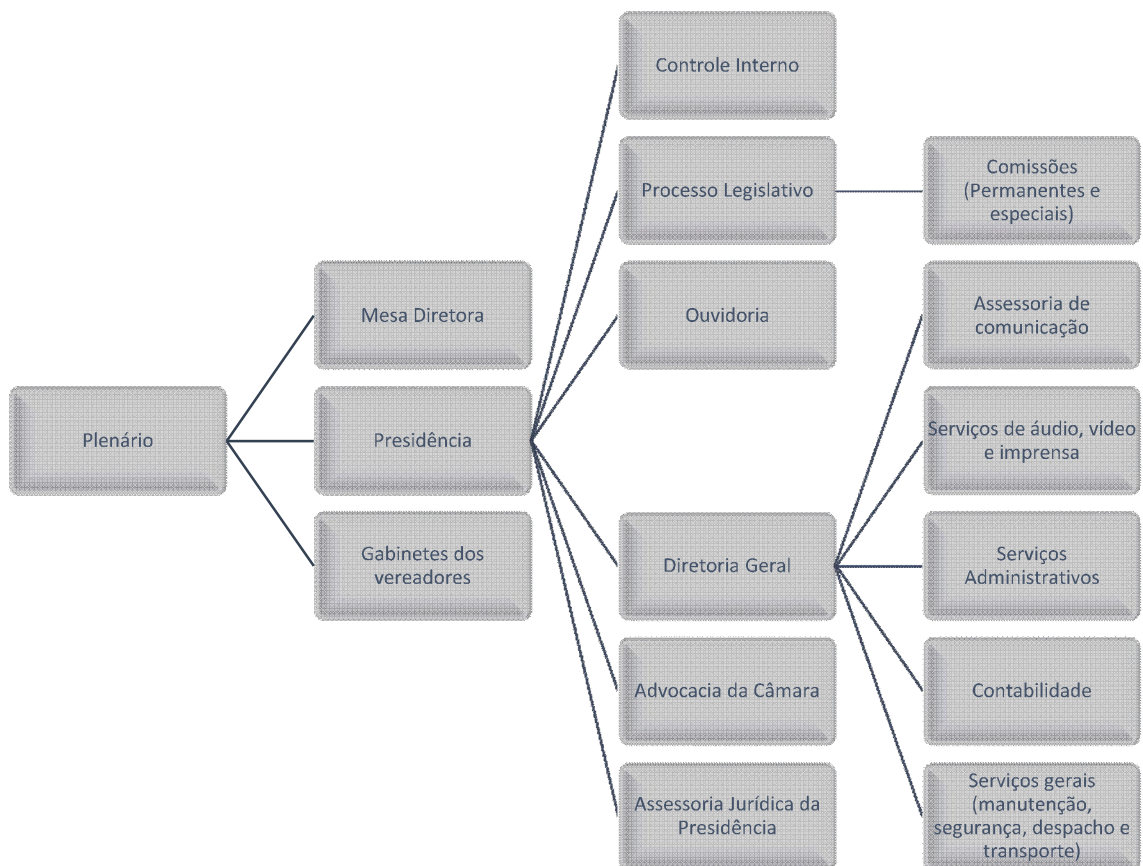 Controle Interno
Processo Legislativo
Comissões
(Permanentes e
especiais)
Mesa Diretora
Ouvidoria
Assessoria de
comunicação
Plenário
Presidência
Serviços de áudio, vídeo
e imprensa
Gabinetes dos
vereadores
Diretoria Geral
Serviços
Administrativos
Advocacia da Câmara
Contabilidade
Assessoria Jurídica da
Presidência
Serviços gerais
(manutenção,
segurança, despacho e
transporte)